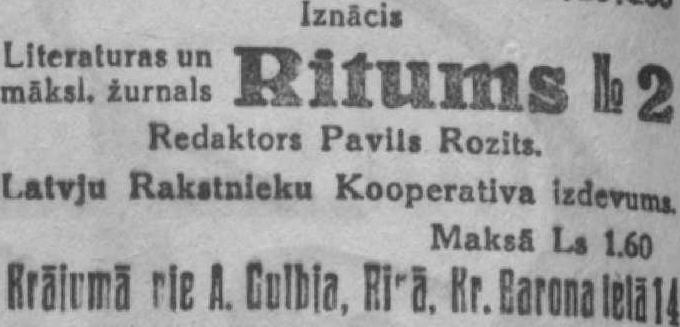 Iznācis
Literaturas un
māksl. žurnals
Ritums № 2
Redaktors Pavils Rozits.
Latvju Rakstnieku Kooperativa izdevums.
Maksā Ls 1.60
Krājumā pie A. Gulbja, Rīgā, Kr. Barona ielā 14